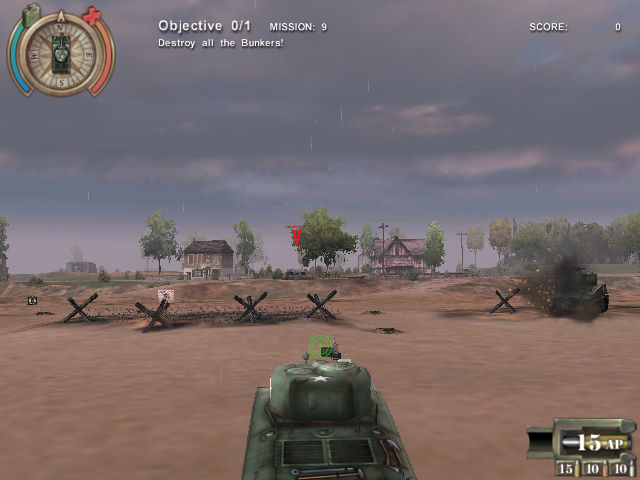 Objective 0/1 MISSION: 9 SCORE: 0
Destroy all the Bunkers!
N
W E
S
15 AP
15 10 10